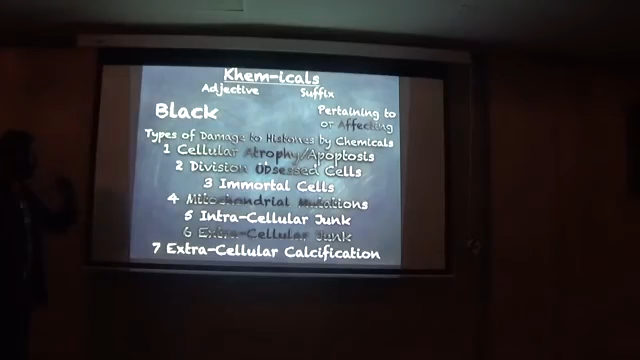 Khem-icals
Adjective Suffix
Black Pertaining to
or Affecting
Types of Damage to Histones by Chemicals
1 Cellular Atrophy/Apoptosis
2 Division Obsessed Cells
3 Immortal Cells
4 Mitochondrial Mutations
5 Intra-Cellular Junk
6 Extra-Cellular Junk
7 Extra-Cellular Calcification